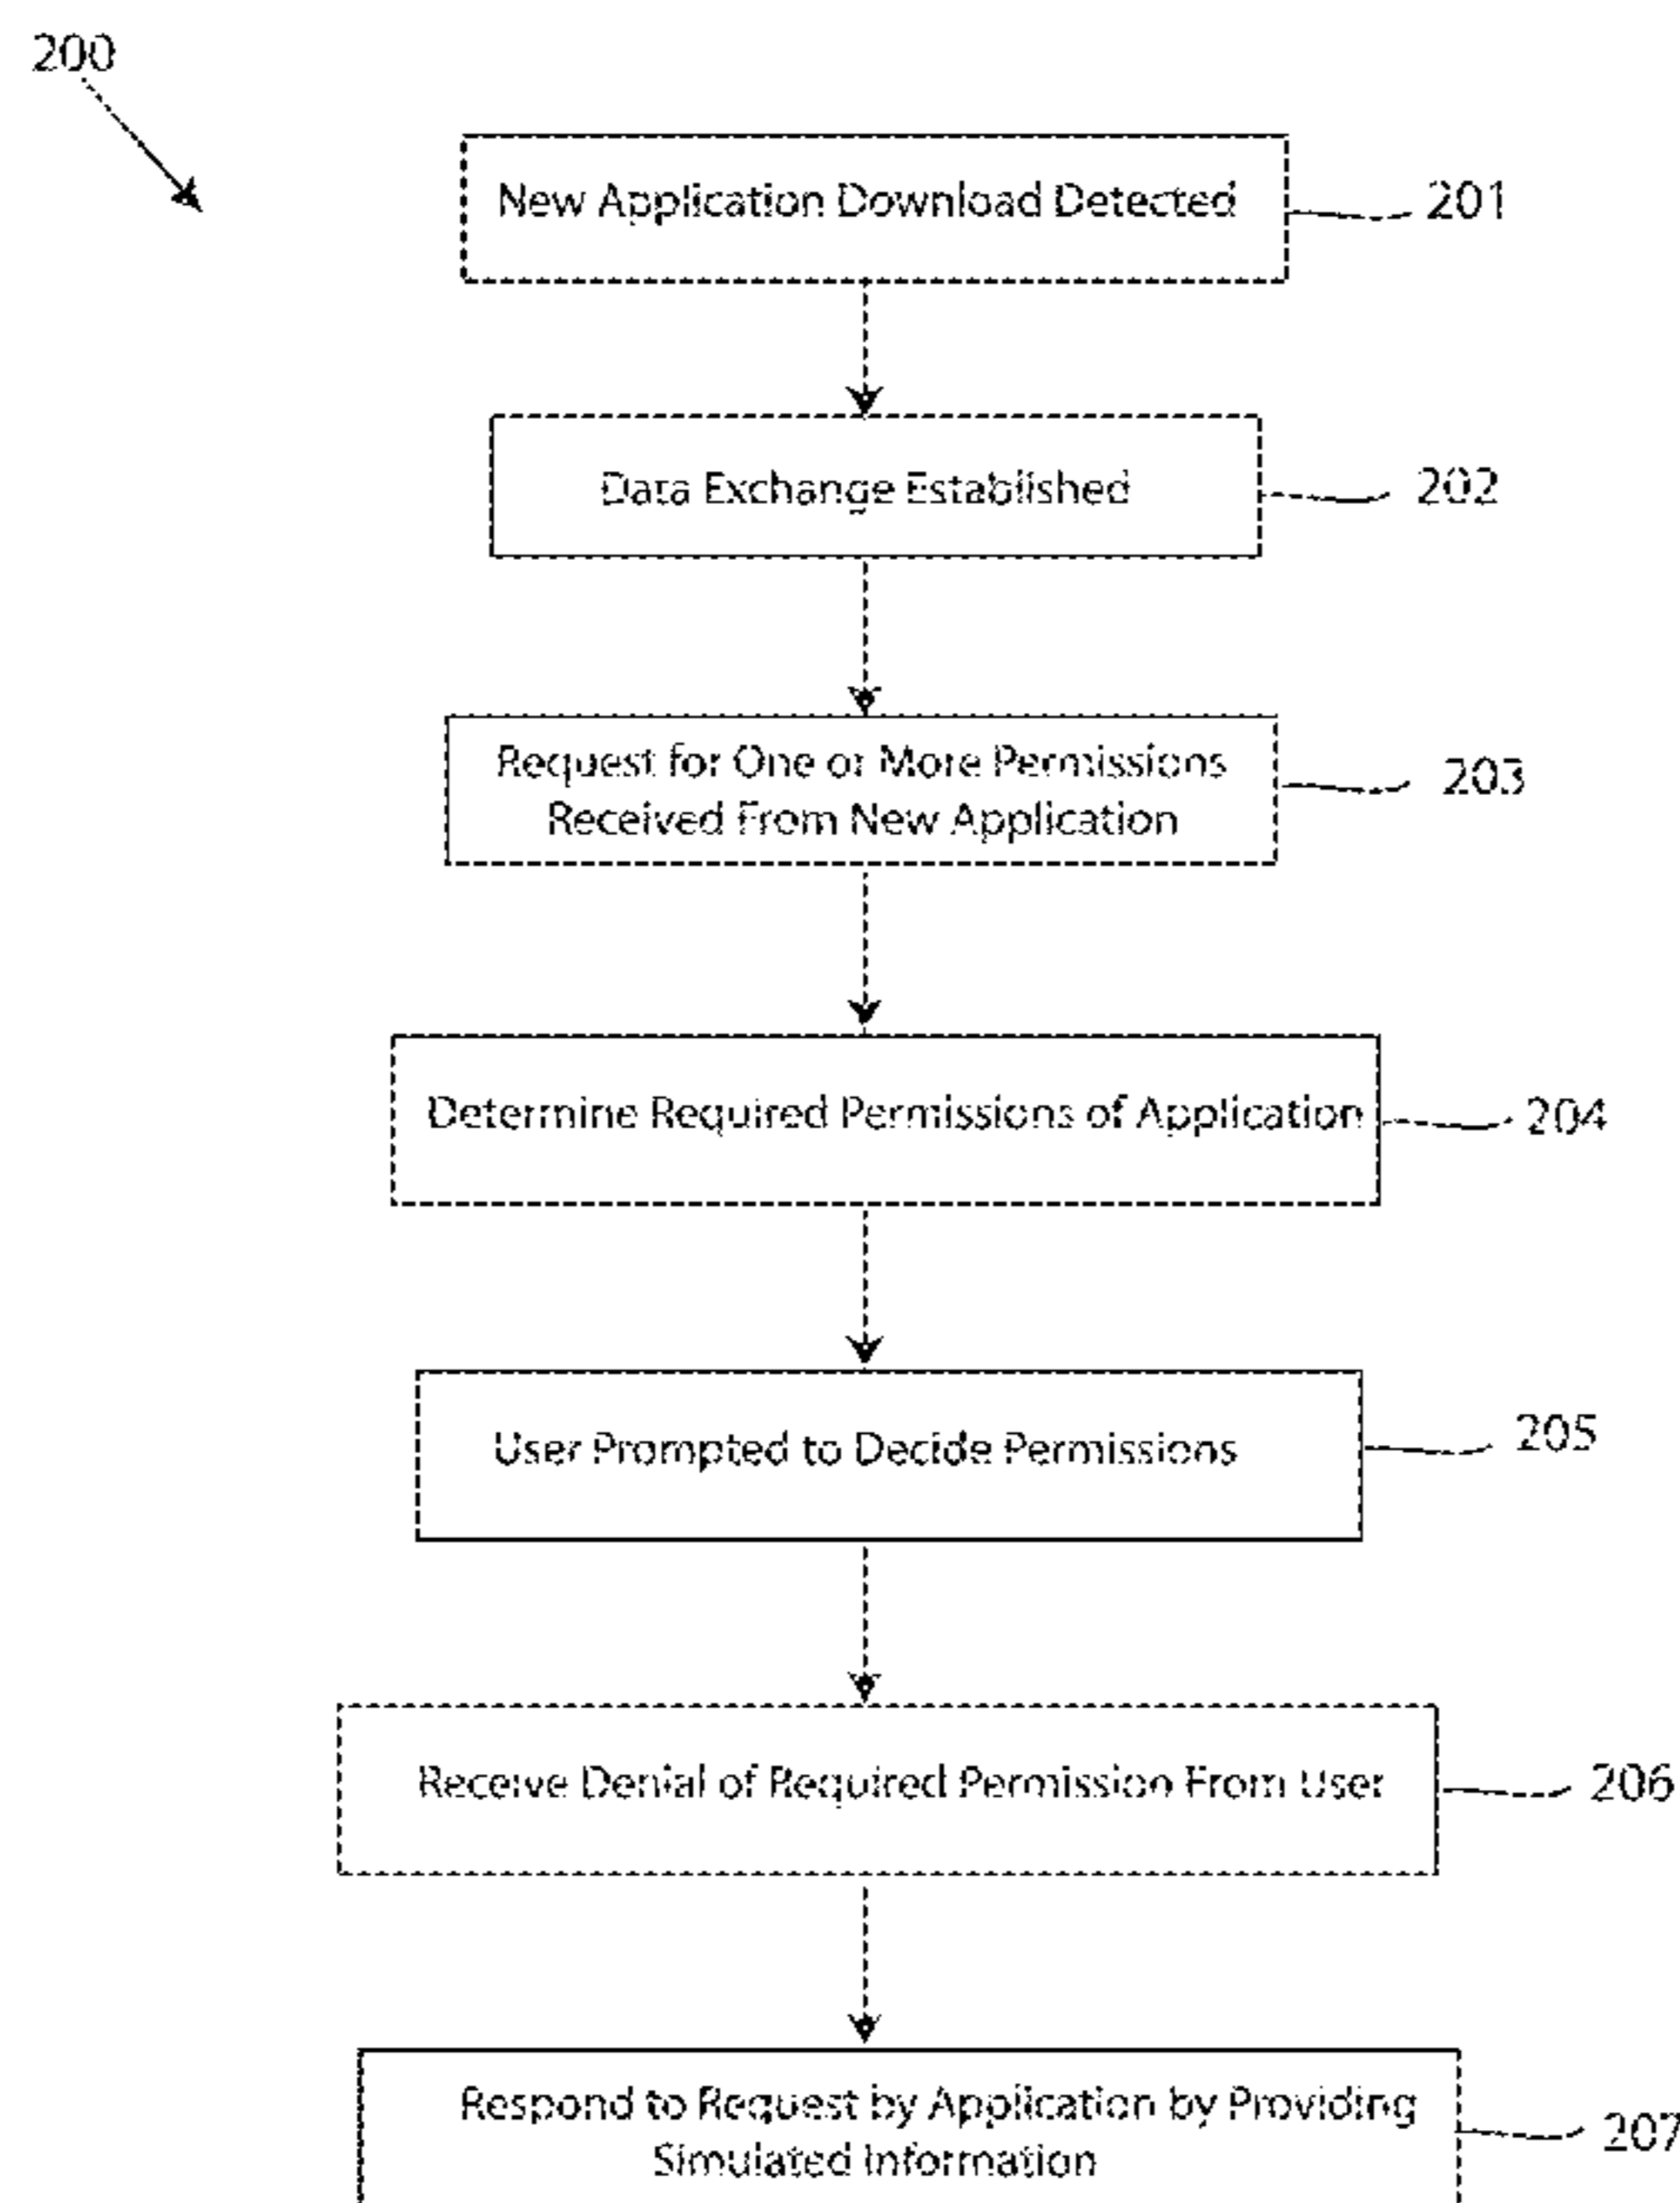 200
New Application Download Detected
201
Data Exchange Established
202
Request for One or More Permissions
Received From New Application
203
Determine Required Permissions of Application
204
User Prompted to Decide Permissions
205
Receive Denial of Required Permission From User
206
Respond to Request by Application by Providing
Simulated Information
207